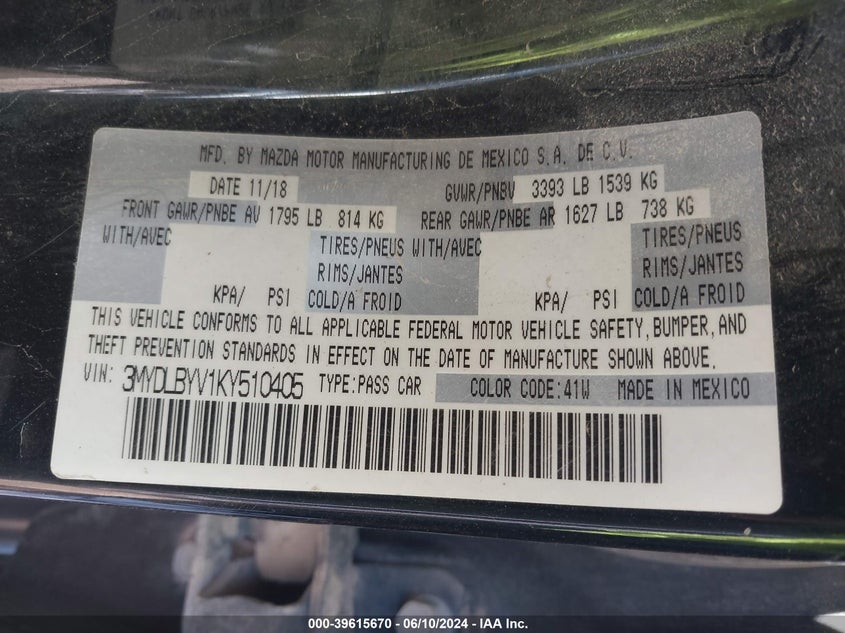 MFD. BY MAZDA MOTOR MANUFACTURING DE MEXICO S.A. DE C.V.
DATE 11/18 GVWR/PNBV 3393 LB 1539 KG
FRONT GAWR/PNBE AV 1795 LB 814 KG REAR GAWR/PNBE AR 1627 LB 738 KG
WITH/AVEC TIRES/PNEUS WITH/AVEC TIRES/PNEUS
RIMS/JANTES RIMS/JANTES
KPA/ PSI COLD/A FROID KPA/ PSI COLD/A FROID
THIS VEHICLE CONFORMS TO ALL APPLICABLE FEDERAL MOTOR VEHICLE SAFETY, BUMPER, AND
THEFT PREVENTION STANDARDS IN EFFECT ON THE DATE OF MANUFACTURE SHOWN ABOVE.
VIN: 3MYDLBYV1KY510405 TYPE: PASS CAR COLOR CODE: 41W MADE IN MEXICO
000-39615670 - 06/10/2024 - IAA Inc.